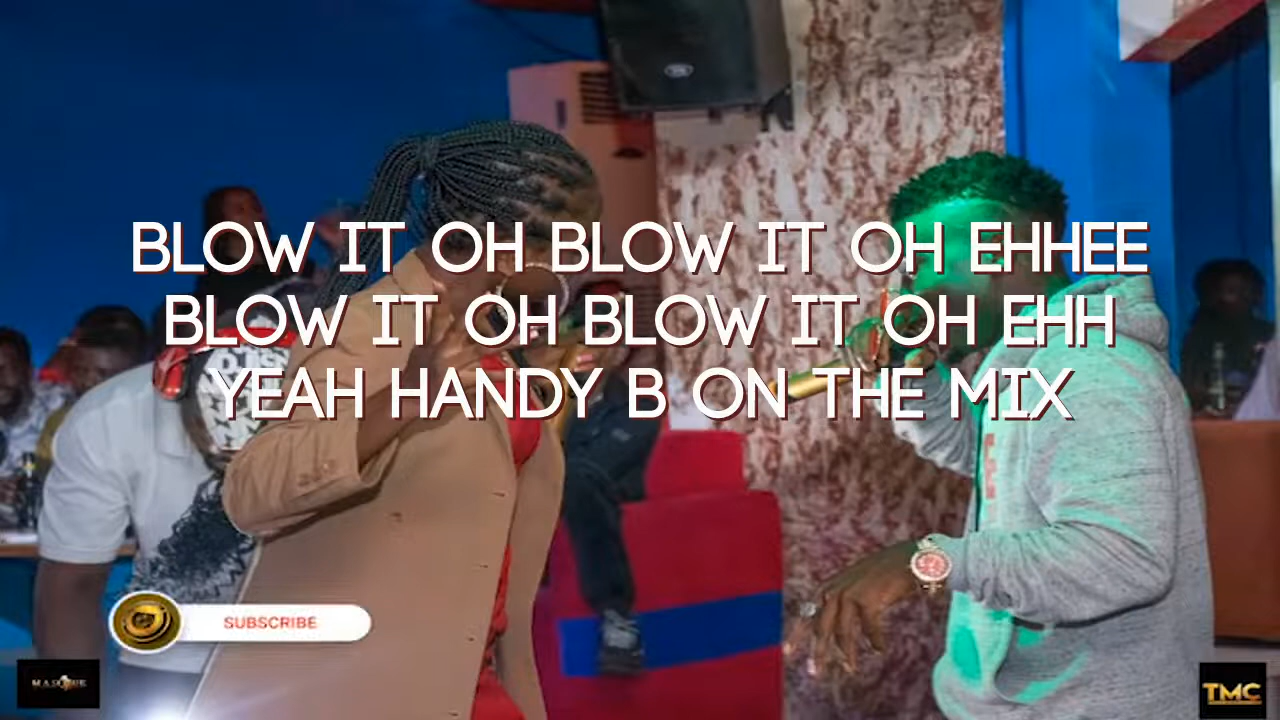 BLOW IT OH BLOW IT OH EHHEE
BLOW IT OH BLOW IT OH EHH
YEAH HANDY B ON THE MIX
SUBSCRIBE
TMC